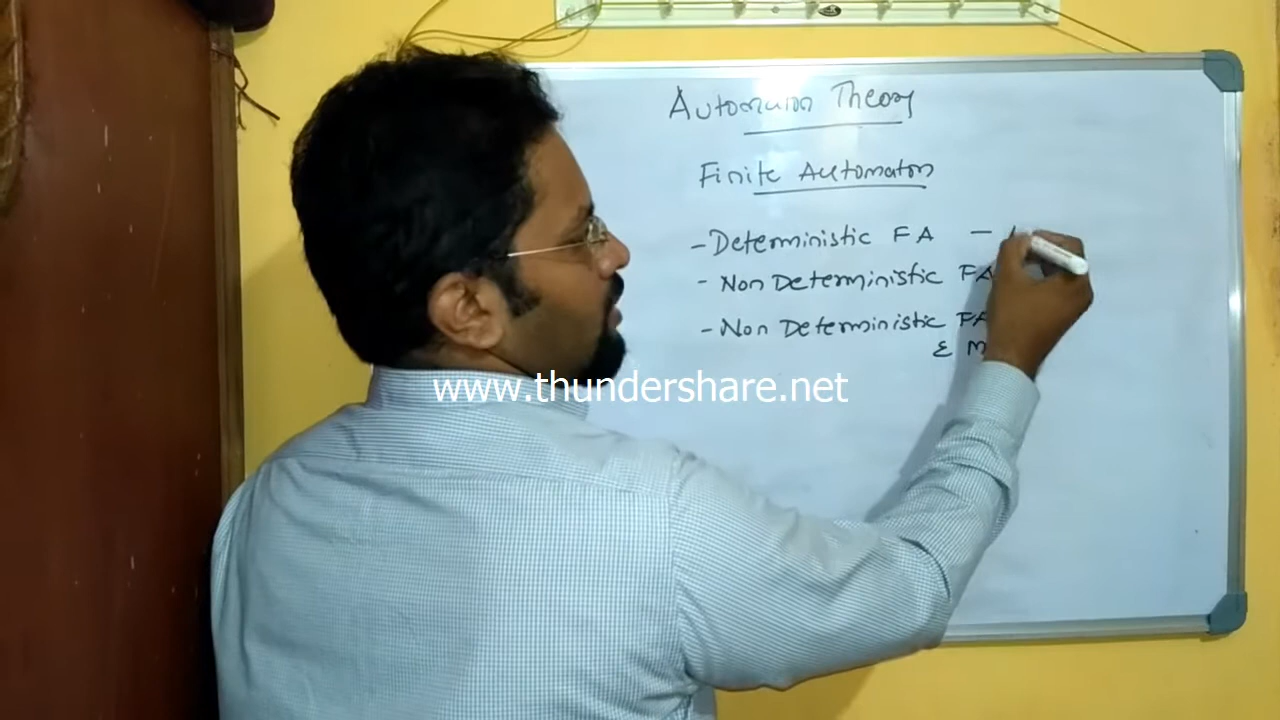 Automaton Theory
Finite Automaton
- Deterministic FA -
- Non Deterministic FA
- Non Deterministic FA
ε M
www.thundershare.net